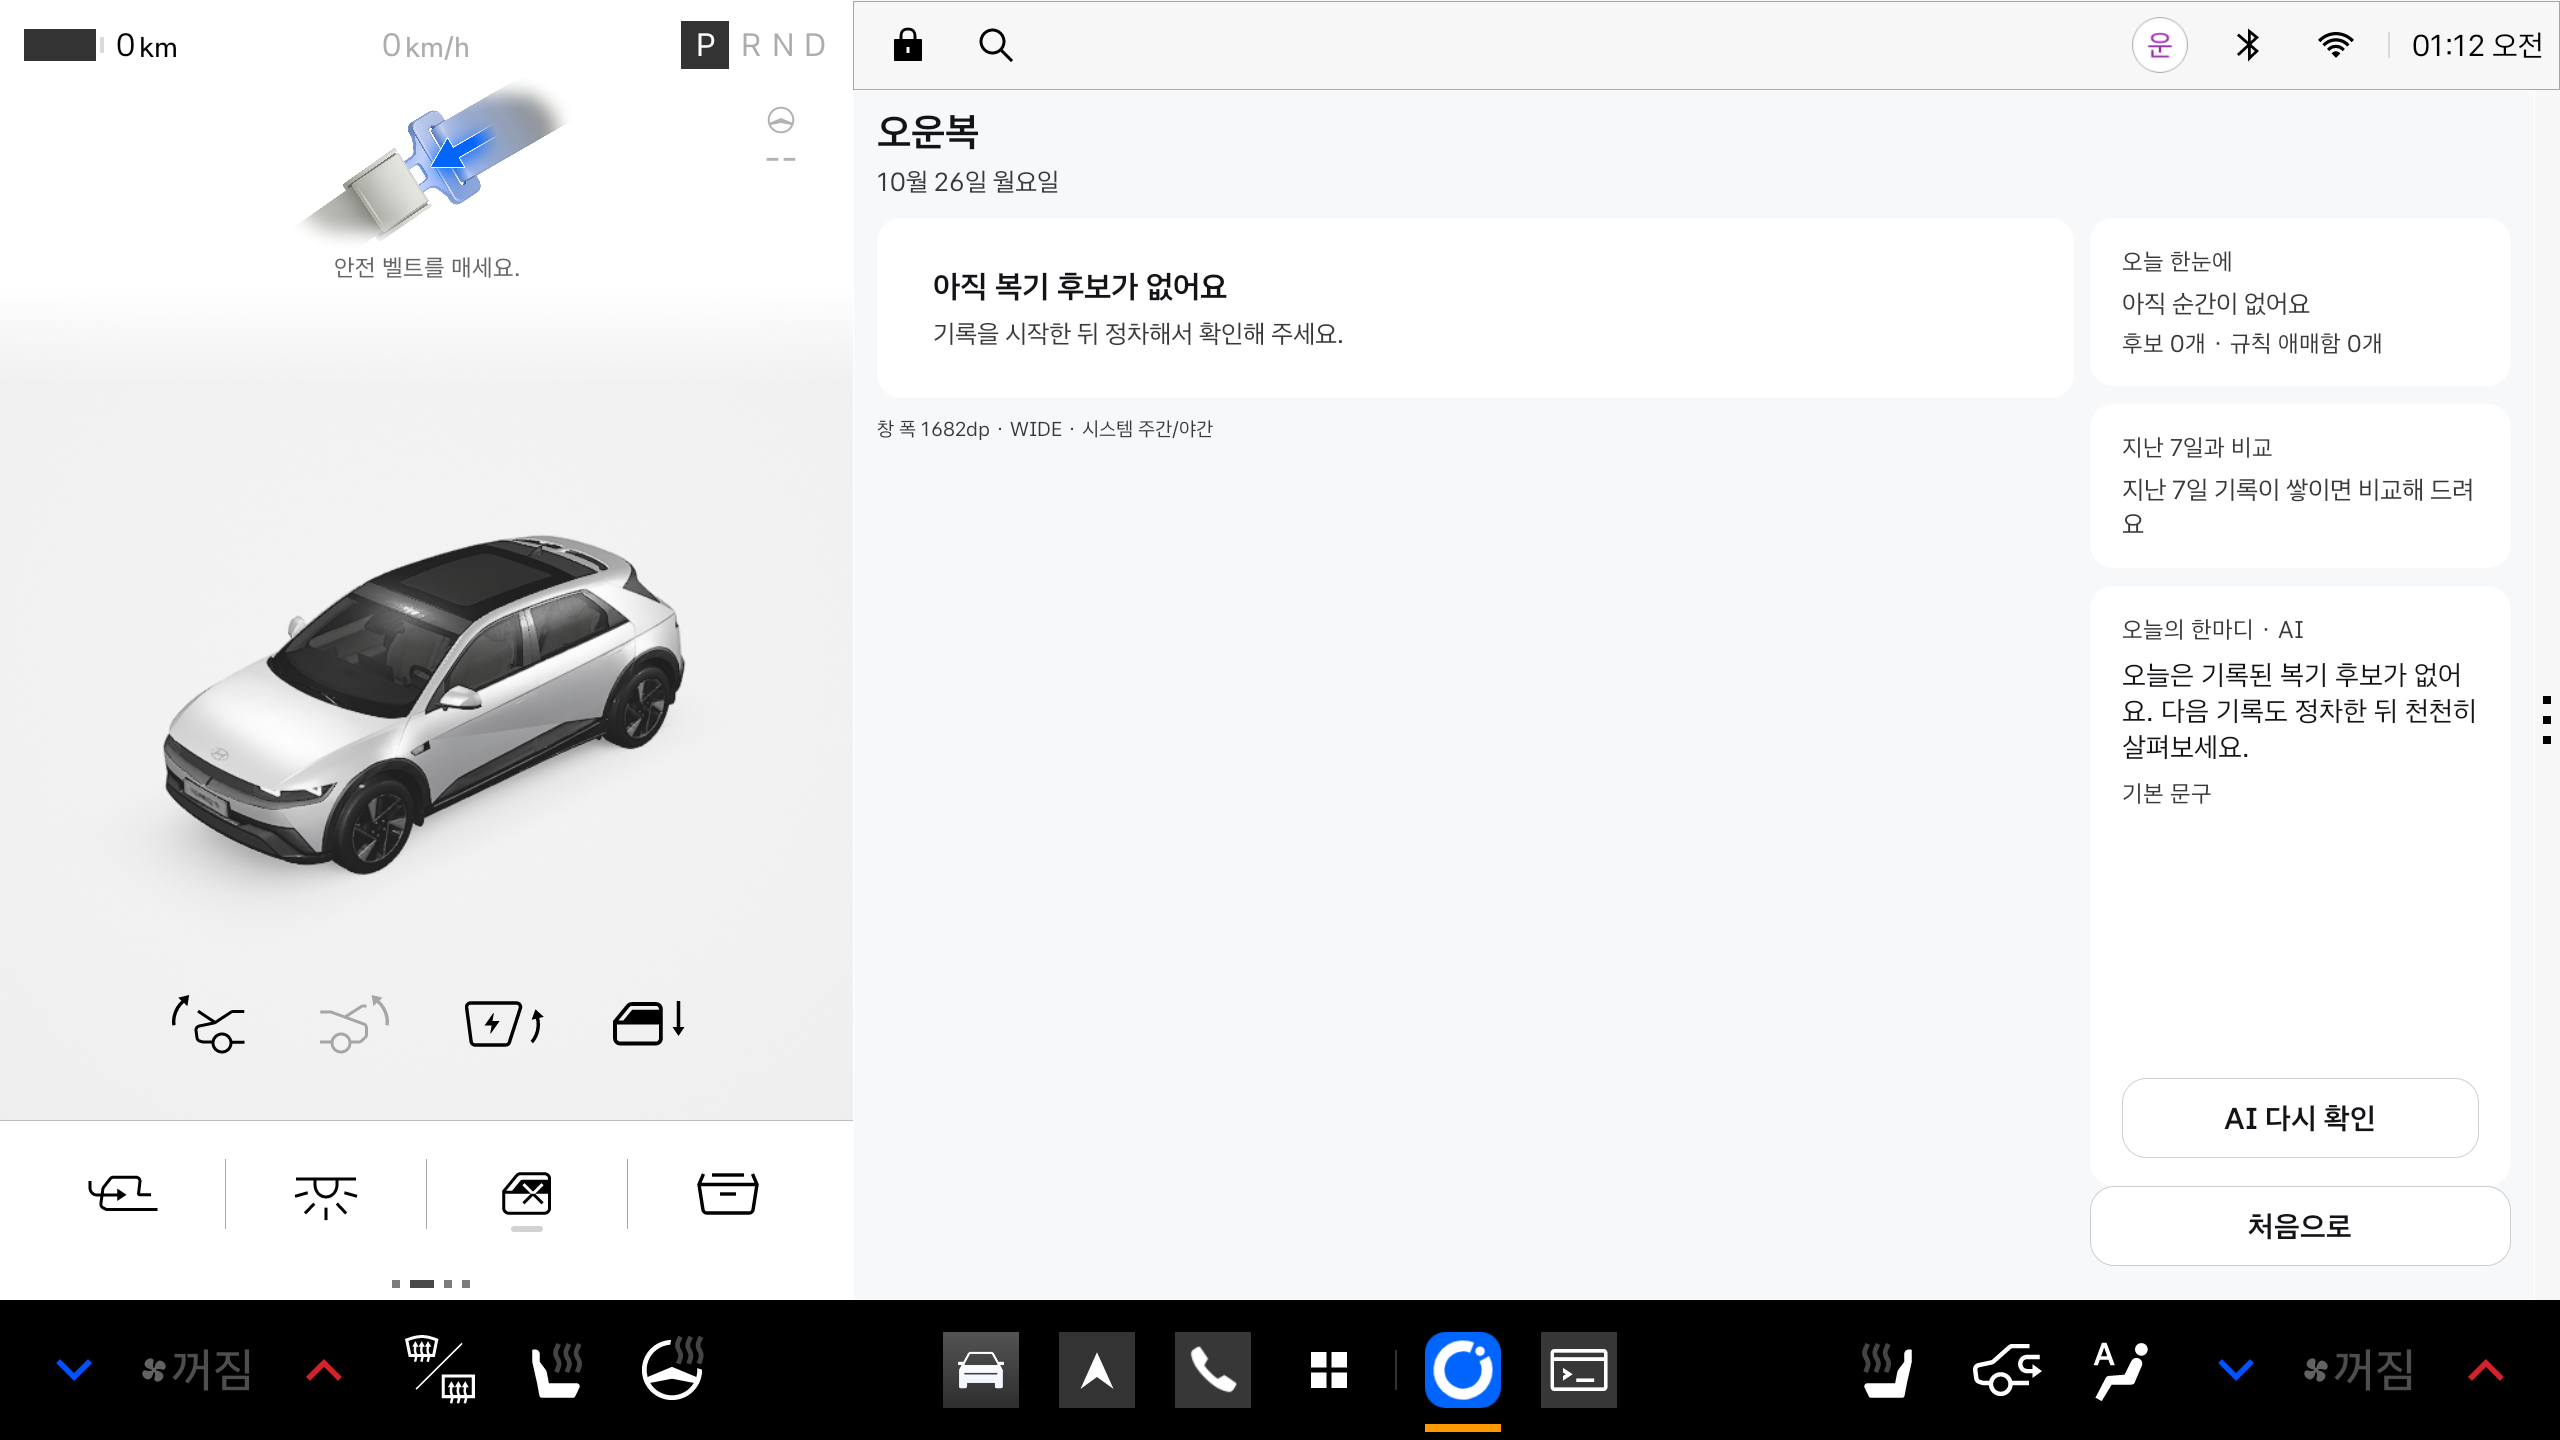 0 km
0 km/h
P R N D
운
01:12 오전
안전 벨트를 매세요.
오운복
10월 26일 월요일
아직 복기 후보가 없어요
기록을 시작한 뒤 정차해서 확인해 주세요.
창 폭 1682dp · WIDE · 시스템 주간/야간
오늘 한눈에
아직 순간이 없어요
후보 0개 · 규칙 애매함 0개
지난 7일과 비교
지난 7일 기록이 쌓이면 비교해 드려
요
오늘의 한마디 · AI
오늘은 기록된 복기 후보가 없어
요. 다음 기록도 정차한 뒤 천천히
살펴보세요.
기본 문구
AI 다시 확인
처음으로
꺼짐
A
꺼짐